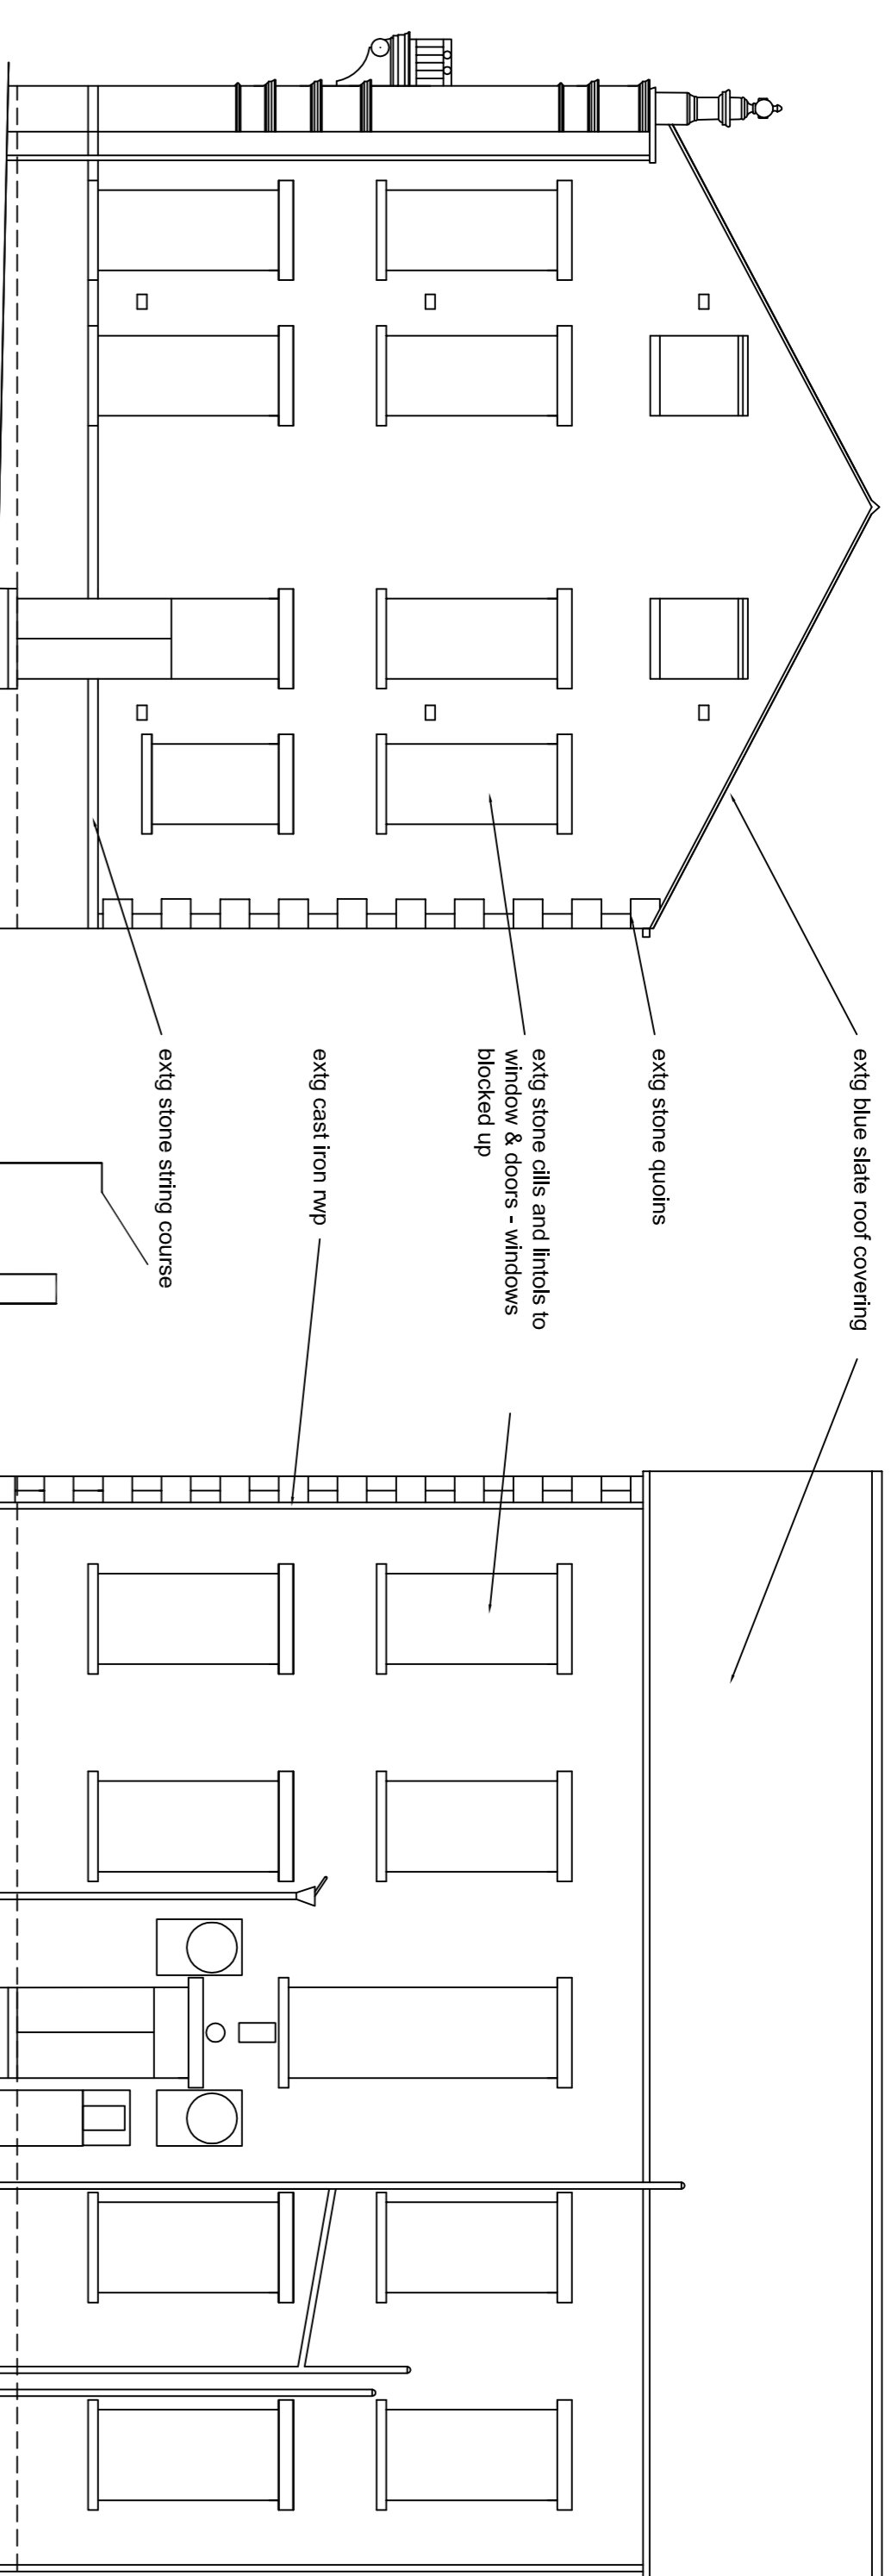 extg blue slate roof covering
extg stone quoins
extg stone cills and lintols to
window & doors - windows
blocked up
extg cast iron rwp
extg stone string course